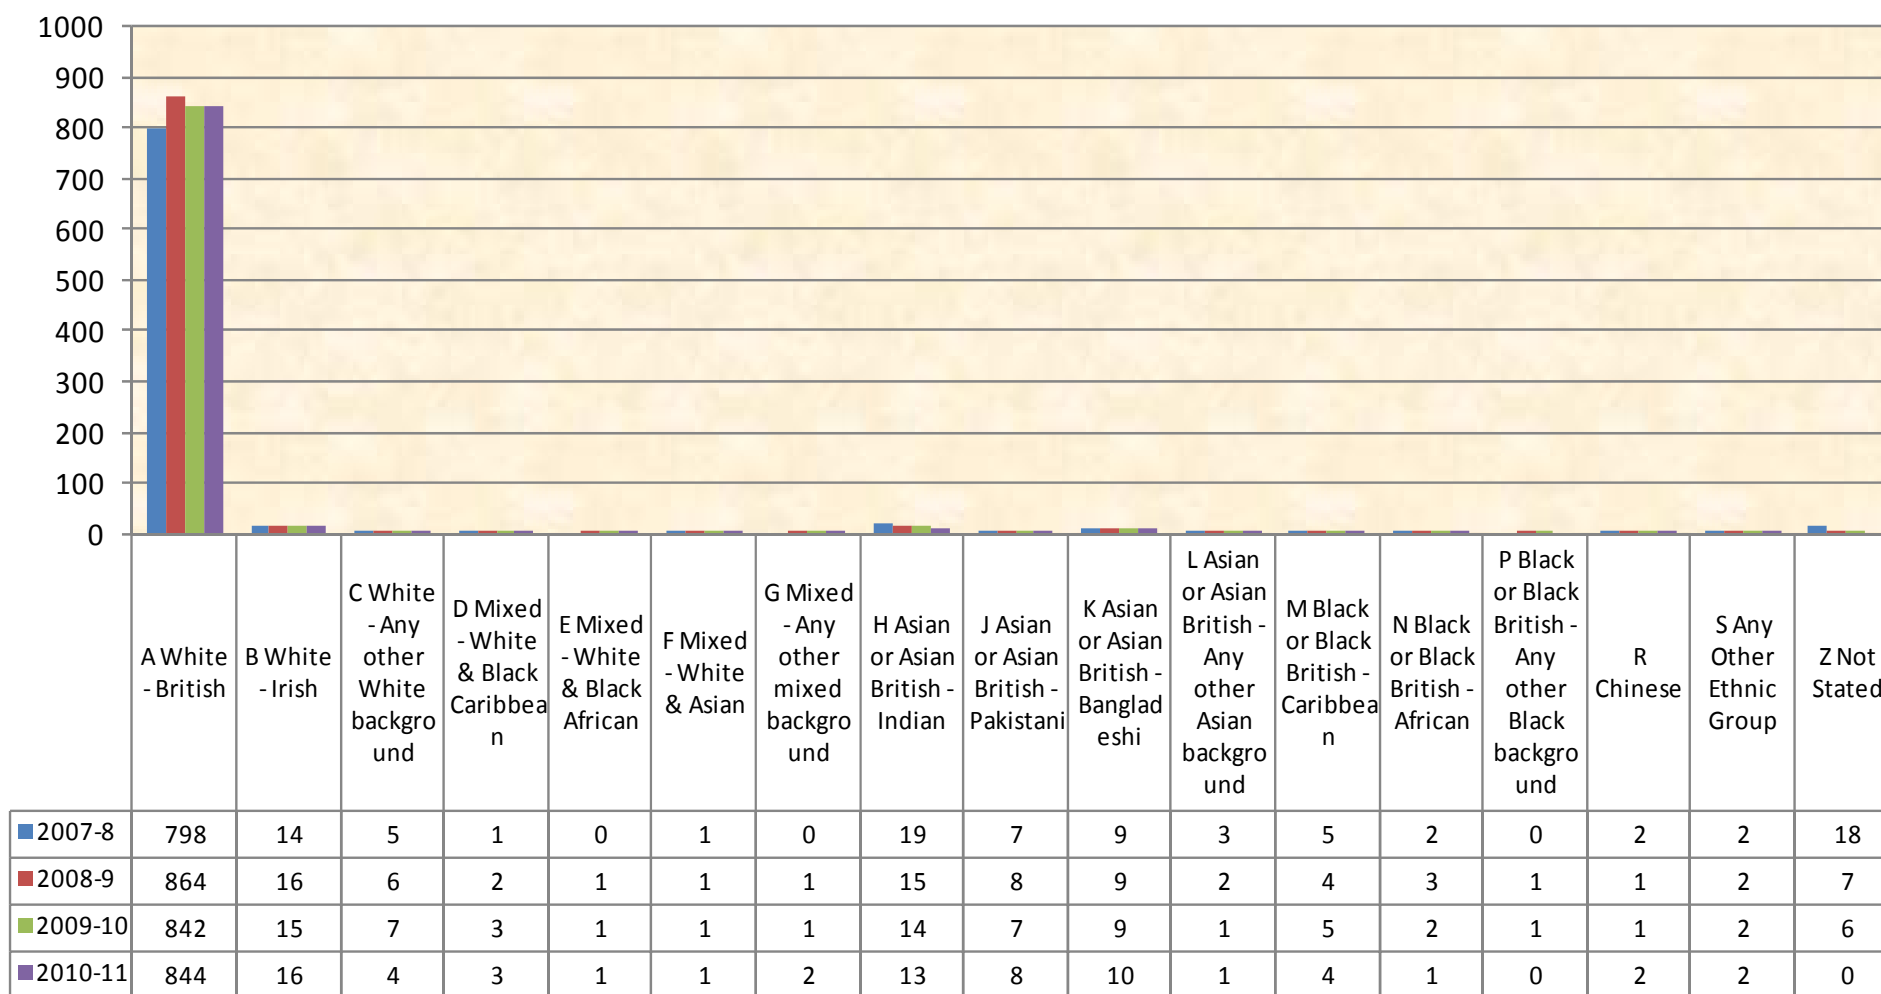 1000
900
800
700
600
500
400
300
200
100
0
A White
- British
B White
- Irish
C White
- Any
other
White
backgro
und
D Mixed
- White
& Black
Caribbea
n
E Mixed
- White
& Black
African
F Mixed
- White
& Asian
G Mixed
- Any
other
mixed
backgro
und
H Asian
or Asian
British -
Indian
J Asian
or Asian
British -
Pakistani
K Asian
or Asian
British -
Banglad
eshi
L Asian
or Asian
British -
Any
other
Asian
backgro
und
M Black
or Black
British -
Caribbea
n
N Black
or Black
British -
African
P Black
or Black
British -
Any
other
Black
backgro
und
R
Chinese
S Any
Other
Ethnic
Group
Z Not
Stated
2007-8 798 14 5 1 0 1 0 19 7 9 3 5 2 0 2 2 18
2008-9 864 16 6 2 1 1 1 15 8 9 2 4 3 1 1 2 7
2009-10 842 15 7 3 1 1 1 14 7 9 1 5 2 1 1 2 6
2010-11 844 16 4 3 1 1 2 13 8 10 1 4 1 0 2 2 0